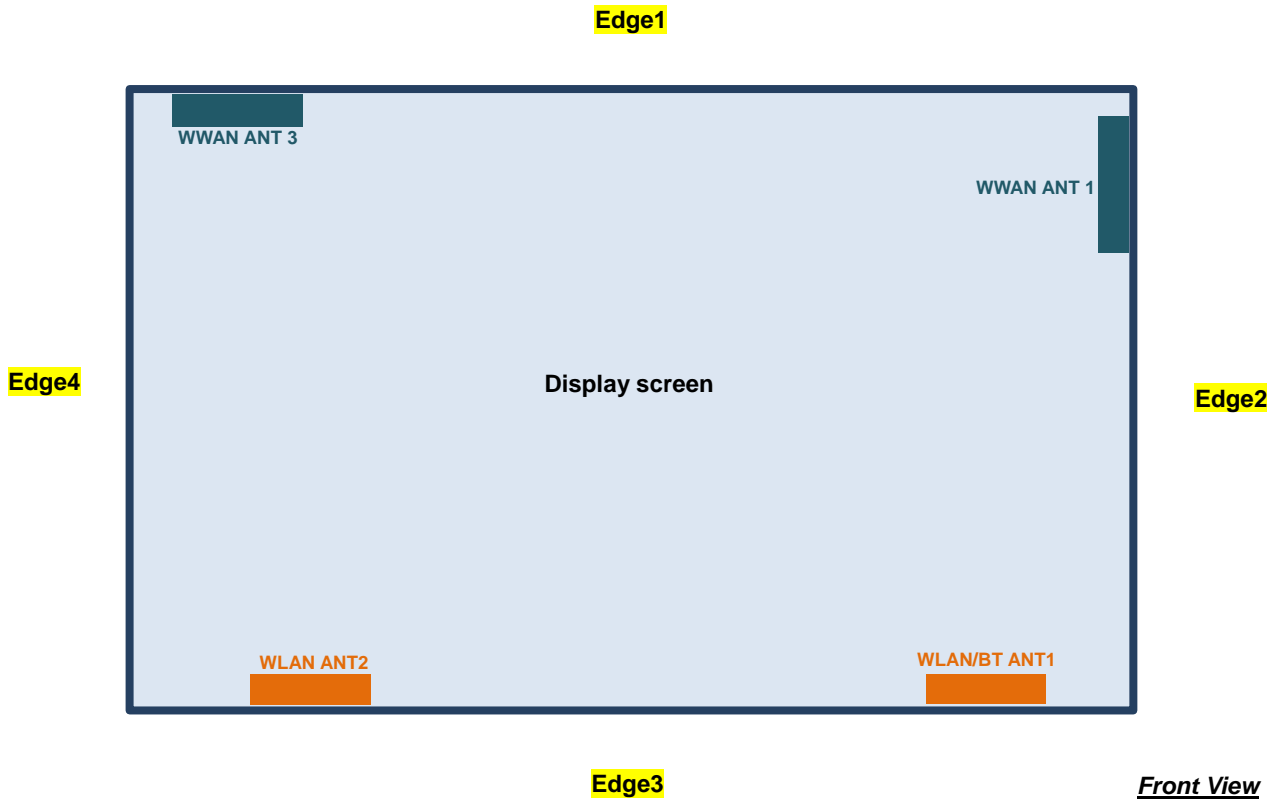 Edge1
WWAN ANT 3
WWAN ANT 1
Edge4
Display screen
Edge2
WLAN ANT2
WLAN/BT ANT1
Edge3
Front View